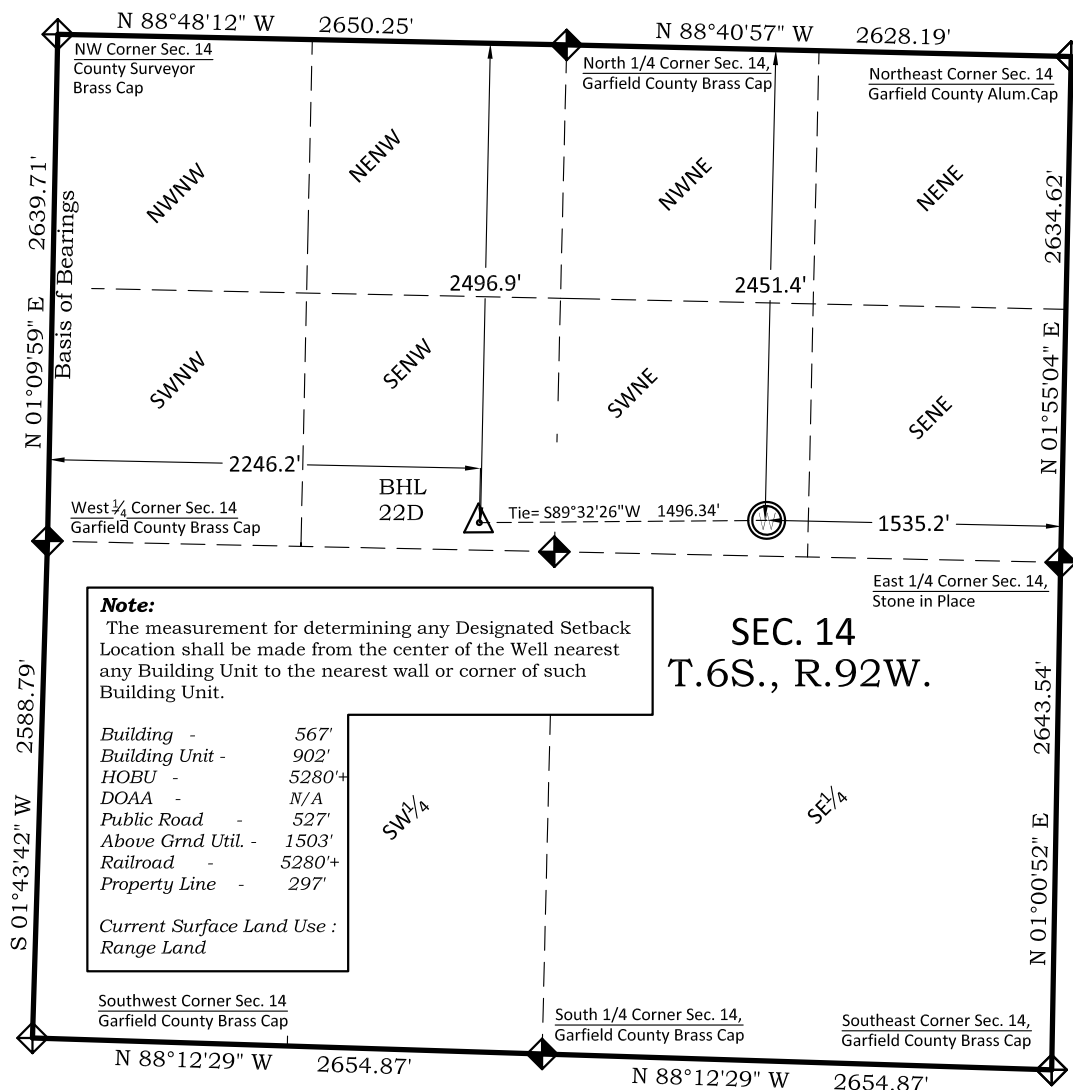 N 88°48'12" W 2650.25'
N 88°40'57" W 2628.19'
NW Corner Sec. 14
County Surveyor
Brass Cap
North 1/4 Corner Sec. 14,
Garfield County Brass Cap
Northeast Corner Sec. 14
Garfield County Alum.Cap
N 01°09'59" E 2639.71'
Basis of Bearings
NWNW
NENW
NWNE
NENE
N 01°55'04" E 2634.62'
2496.9'
2451.4'
SWNW
SENW
SWNE
SENE
2246.2'
BHL
22D
Tie= S89°32'26"W 1496.34'
1535.2'
West 1/4 Corner Sec. 14
Garfield County Brass Cap
East 1/4 Corner Sec. 14,
Stone in Place
Note:
The measurement for determining any Designated Setback
Location shall be made from the center of the Well nearest
any Building Unit to the nearest wall or corner of such
Building Unit.
Building - 567'
Building Unit - 902'
HOBU - 5280'+
DOAA - N/A
Public Road - 527'
Above Grnd Util. - 1503'
Railroad - 5280'+
Property Line - 297'
Current Surface Land Use :
Range Land
SEC. 14
T.6S., R.92W.
S 01°43'42" W 2588.79'
SW1/4
SE1/4
N 01°00'52" E 2643.54'
Southwest Corner Sec. 14
Garfield County Brass Cap
South 1/4 Corner Sec. 14,
Garfield County Brass Cap
Southeast Corner Sec. 14,
Garfield County Brass Cap
N 88°12'29" W 2654.87'
N 88°12'29" W 2654.87'